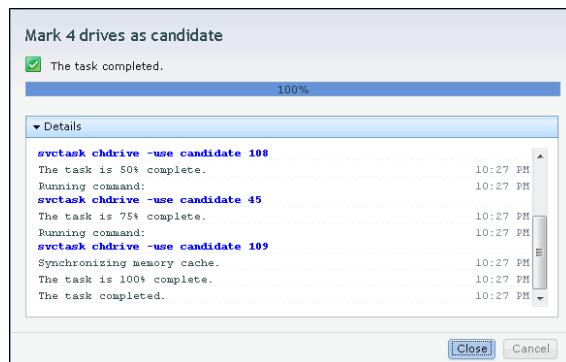 Mark 4 drives as candidate
The task completed.
100%
Details
svctask chdrive -use candidate 108
The task is 50% complete. 10:27 PM
Running command: 10:27 PM
svctask chdrive -use candidate 45
The task is 75% complete. 10:27 PM
Running command: 10:27 PM
svctask chdrive -use candidate 109
Synchronizing memory cache. 10:27 PM
The task is 100% complete. 10:27 PM
The task completed. 10:27 PM
Close Cancel